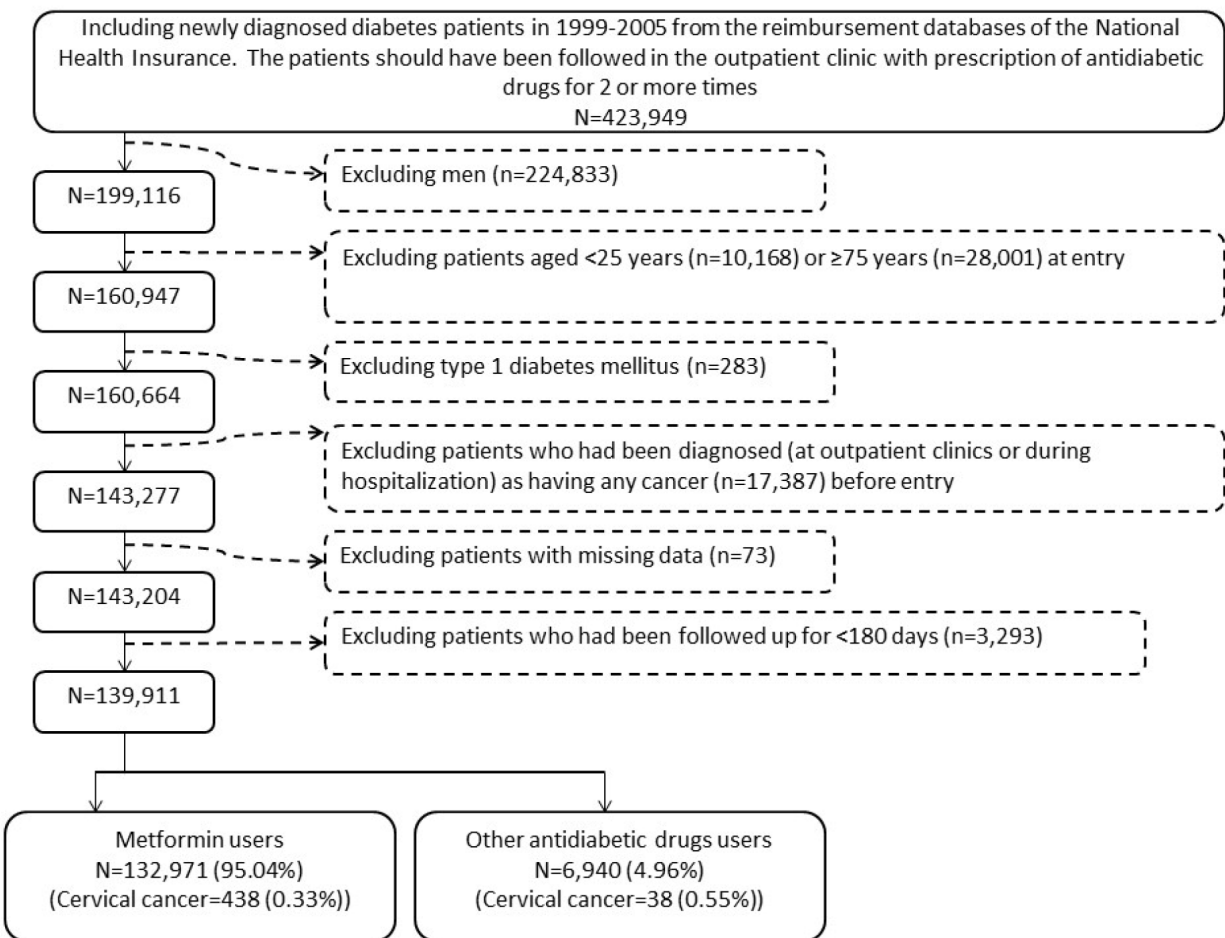 Including newly diagnosed diabetes patients in 1999-2005 from the reimbursement databases of the National
Health Insurance. The patients should have been followed in the outpatient clinic with prescription of antidiabetic
drugs for 2 or more times
N=423,949
Excluding men (n=224,833)
N=199,116
Excluding patients aged <25 years (n=10,168) or ≥75 years (n=28,001) at entry
N=160,947
Excluding type 1 diabetes mellitus (n=283)
N=160,664
Excluding patients who had been diagnosed (at outpatient clinics or during
hospitalization) as having any cancer (n=17,387) before entry
N=143,277
Excluding patients with missing data (n=73)
N=143,204
Excluding patients who had been followed up for <180 days (n=3,293)
N=139,911
Metformin users
N=132,971 (95.04%)
(Cervical cancer=438 (0.33%))
Other antidiabetic drugs users
N=6,940 (4.96%)
(Cervical cancer=38 (0.55%))